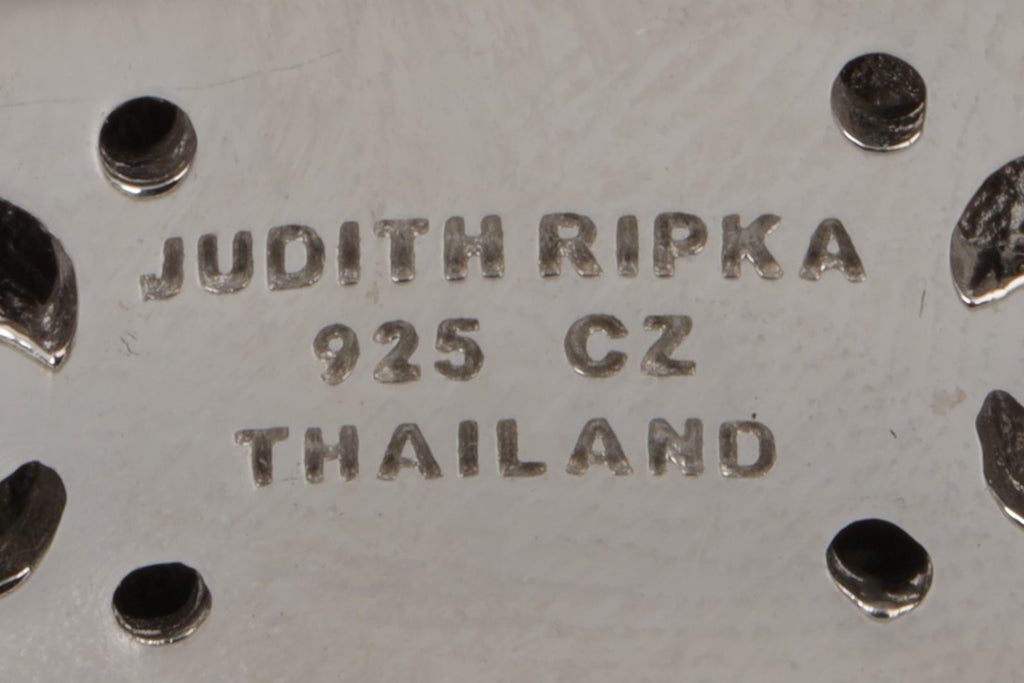 JUDITH RIPKA
925 CZ
THAILAND